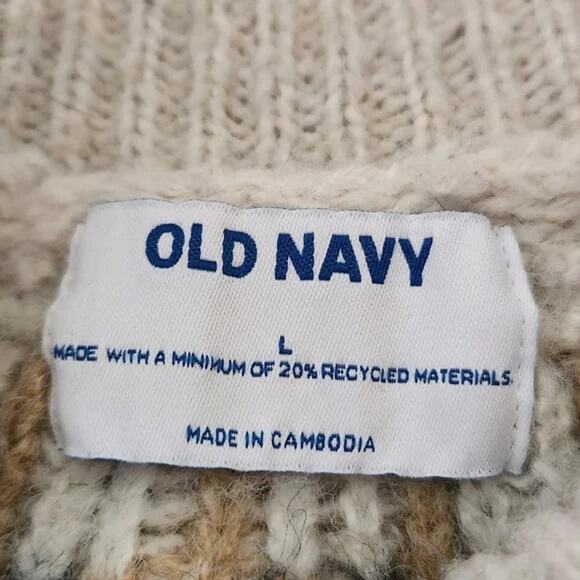 OLD NAVY
L
MADE WITH A MINIMUM OF 20% RECYCLED MATERIALS
MADE IN CAMBODIA